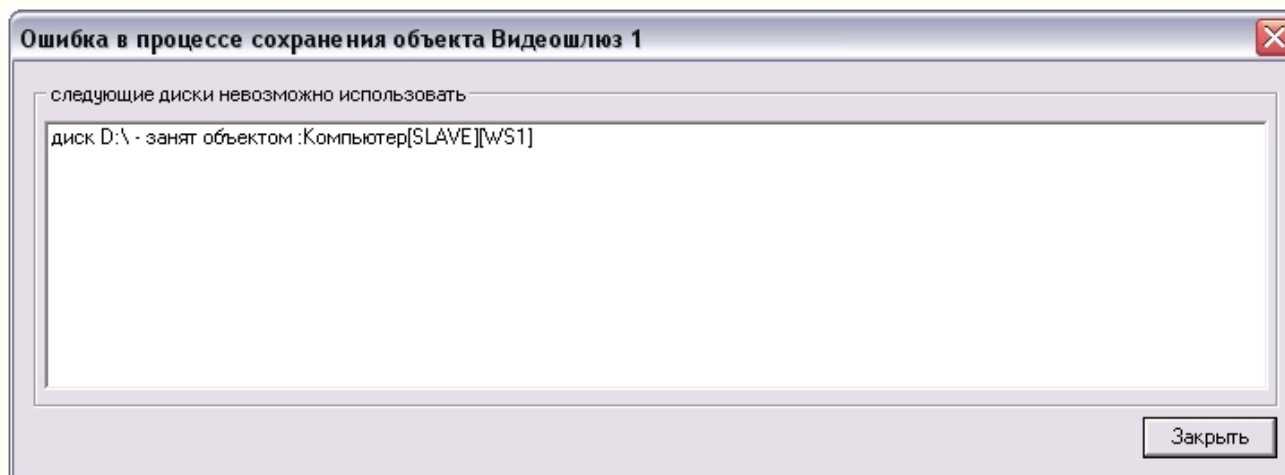 Ошибка в процессе сохранения объекта Видеошлюз 1
следующие диски невозможно использовать
диск D:\ - занят объектом :Компьютер[SLAVE][WS1]
Закрыть